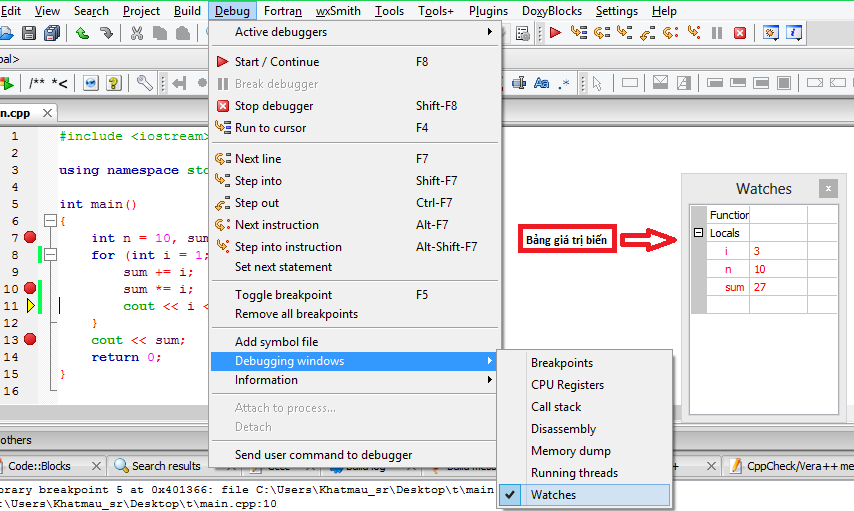 Edit View Search Project Build Debug Fortran wxSmith Tools Tools+ Plugins DoxyBlocks Settings Help
bal>
/** *<
Aa .*
n.cpp
Active debuggers
Start / Continue F8
Break debugger
Stop debugger Shift-F8
Run to cursor F4
Next line F7
Step into Shift-F7
Step out Ctrl-F7
Next instruction Alt-F7
Step into instruction Alt-Shift-F7
Set next statement
Toggle breakpoint F5
Remove all breakpoints
Add symbol file
Debugging windows
Information
Attach to process...
Detach
Send user command to debugger
Breakpoints
CPU Registers
Call stack
Disassembly
Memory dump
Running threads
Watches
1 #include <iostream>
2
3 using namespace std
4
5 int main()
6 {
7 int n = 10, sum
8 for (int i = 1;
9 sum += i;
10 sum *= i;
11 cout << i <
12 }
13 cout << sum;
14 return 0;
15 }
16
Bảng giá trị biến
Watches
Function
Locals
i 3
n 10
sum 27
others
Code::Blocks Search results CppCheck/Vera++ me
orary breakpoint 5 at 0x401366: file C:\Users\Khatmau_sr\Desktop\t\main
:\Users\Khatmau_sr\Desktop\t\main.cpp:10